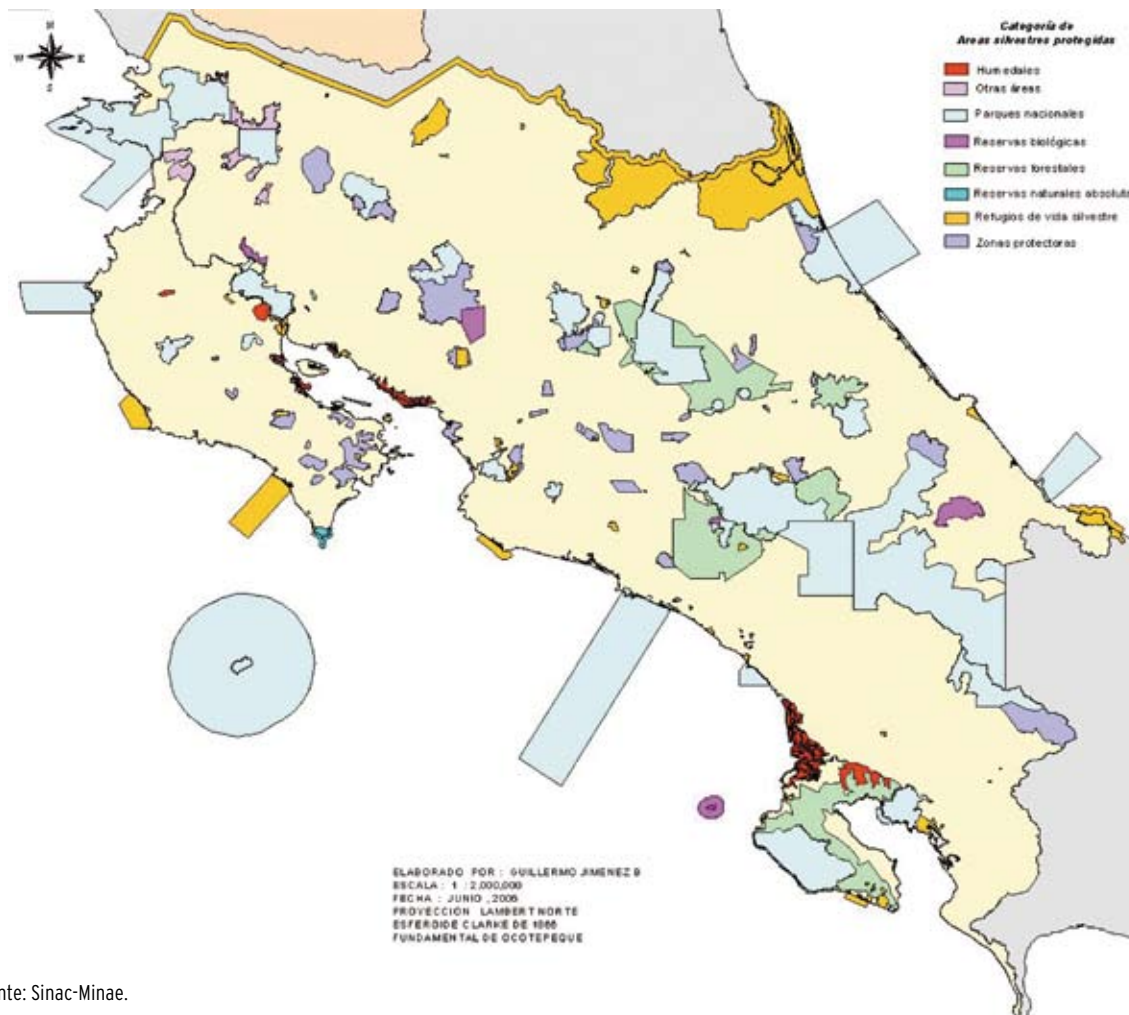 N
W E
S
Categoría de
Areas silvestres protegidas
Humedales
Otras áreas
Parques nacionales
Reservas biológicas
Reservas forestales
Reservas naturales absolut
Refugios de vida silvestre
Zonas protectoras
ELABORADO POR : GUILLERMO JIMENEZ B
ESCALA : 1 : 2,000,000
FECHA : JUNIO , 2006
PROYECCION LAMBERT NORTE
ESFEROIDE CLARKE DE 1866
FUNDAMENTAL DE OCOTEPEQUE
nte: Sinac-Minae.